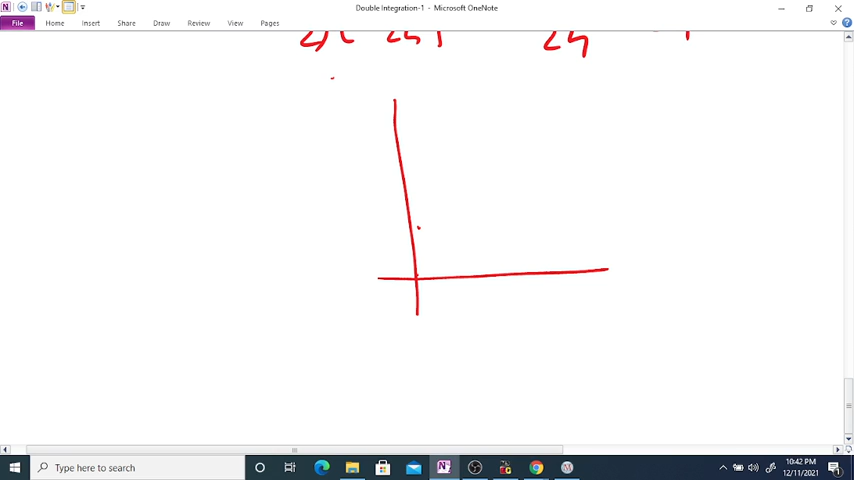 Double Integration-1 - Microsoft OneNote
File Home Insert Share Draw Review View Pages
Type here to search
10:42 PM
12/11/2021